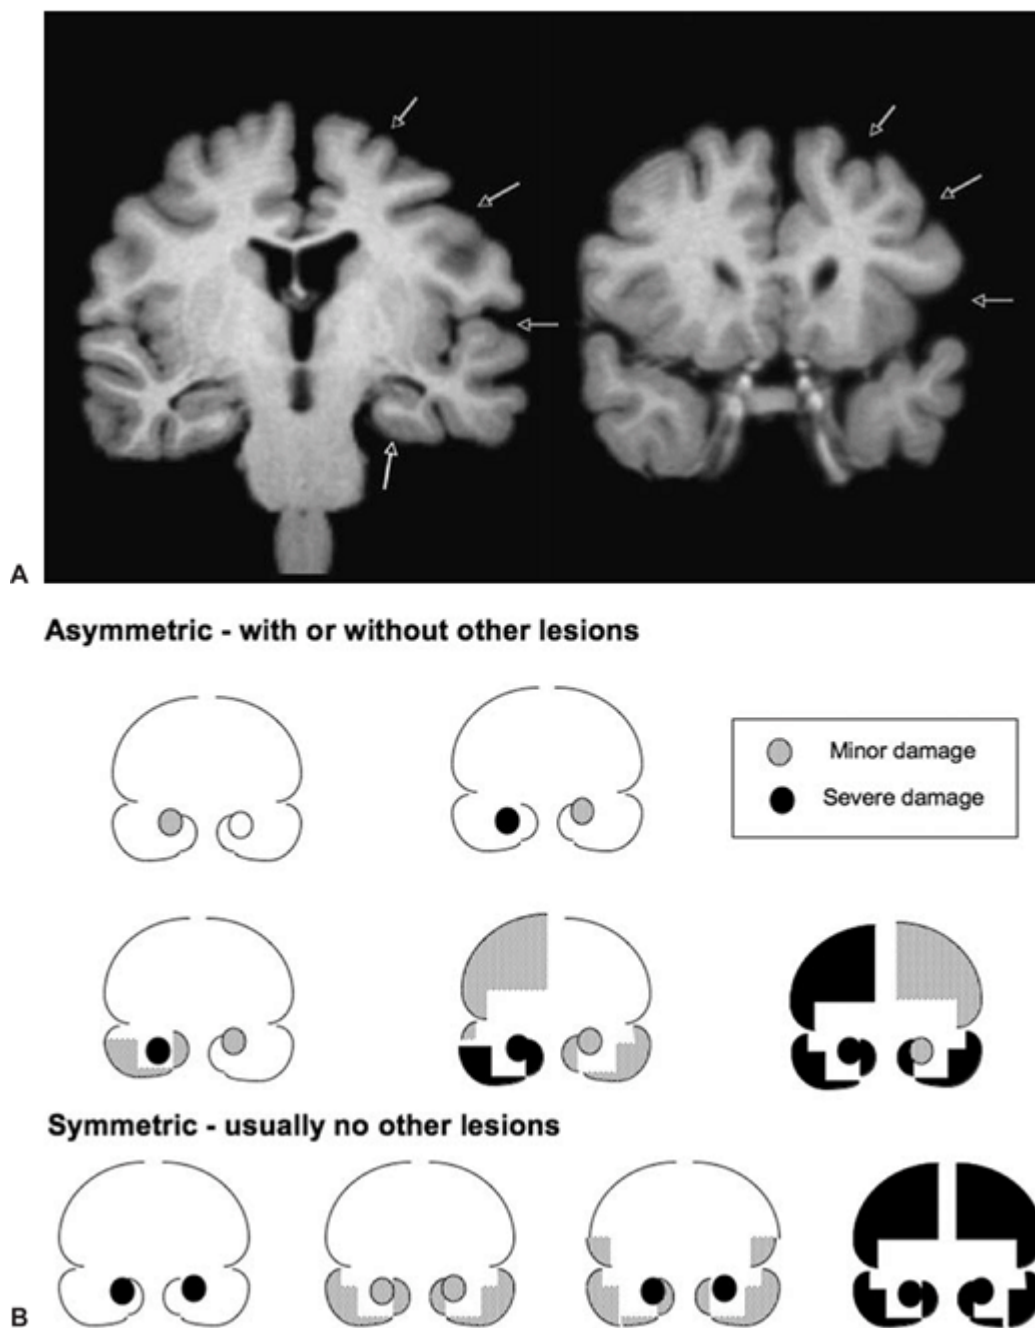 A
Asymmetric - with or without other lesions
Minor damage
Severe damage
Symmetric - usually no other lesions
B